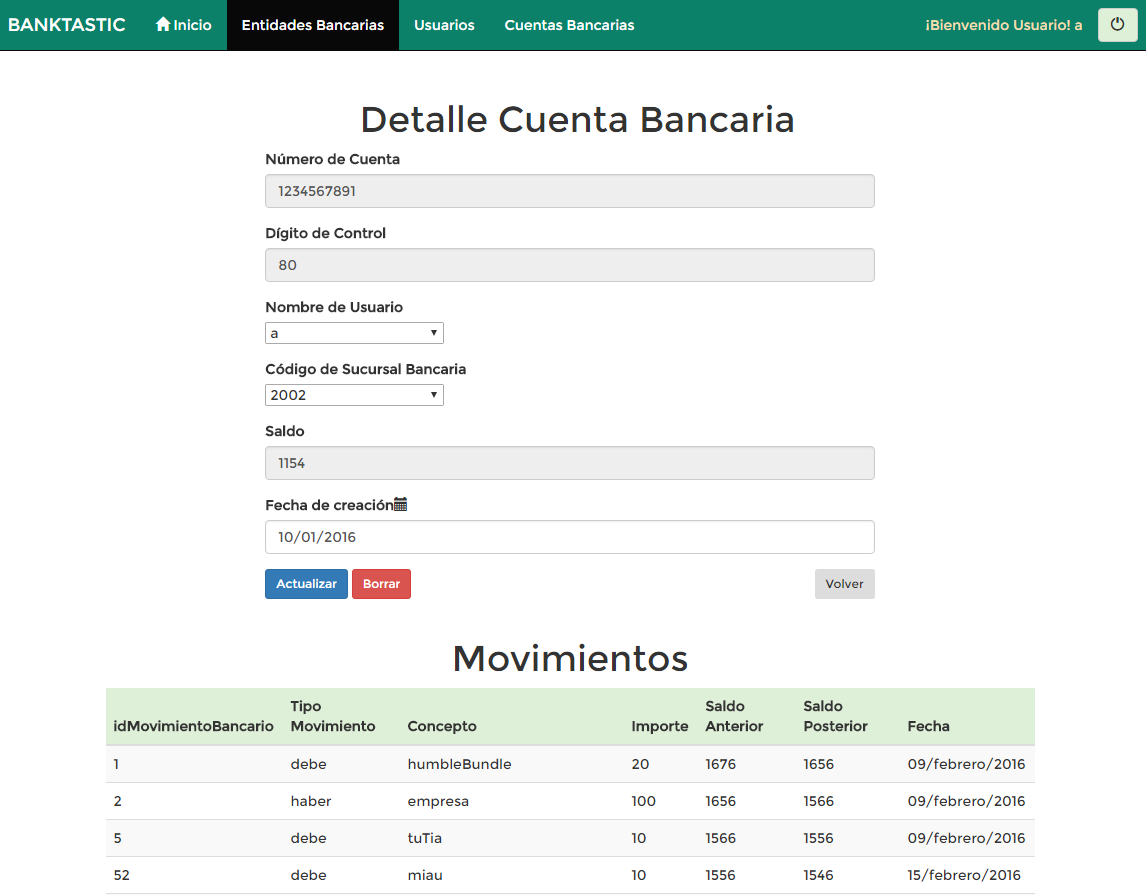 BANKTASTIC Inicio Entidades Bancarias Usuarios Cuentas Bancarias ¡Bienvenido Usuario! a
Detalle Cuenta Bancaria
Número de Cuenta
1234567891
Dígito de Control
80
Nombre de Usuario
a
Código de Sucursal Bancaria
2002
Saldo
1154
Fecha de creación
10/01/2016
Actualizar Borrar Volver
Movimientos
idMovimientoBancario Tipo Movimiento Concepto Importe Saldo Anterior Saldo Posterior Fecha
1 debe humbleBundle 20 1676 1656 09/febrero/2016
2 haber empresa 100 1656 1566 09/febrero/2016
5 debe tuTia 10 1566 1556 09/febrero/2016
52 debe miau 10 1556 1546 15/febrero/2016